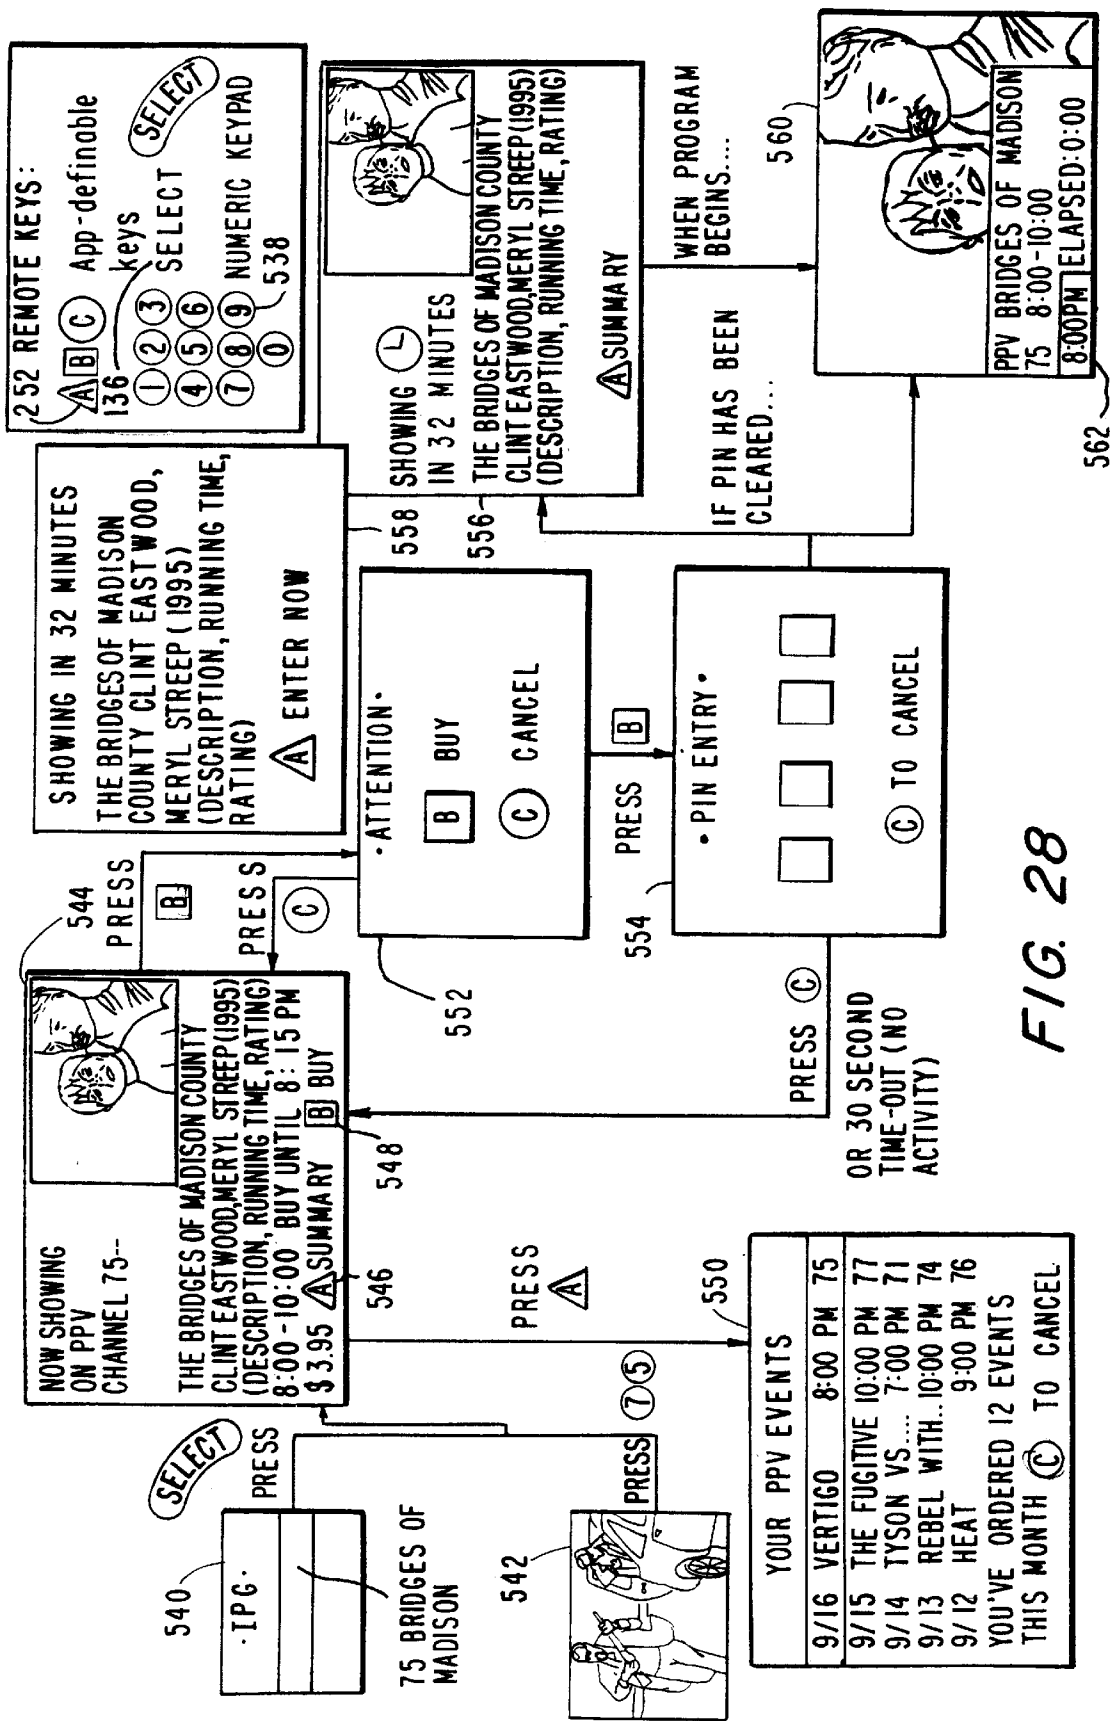 540
·IPG·
75 BRIDGES OF
MADISON
SELECT
PRESS
542
PRESS
7 5
544
NOW SHOWING
ON PPV
CHANNEL 75--
THE BRIDGES OF MADISON COUNTY
CLINT EASTWOOD,MERYL STREEP(1995)
(DESCRIPTION, RUNNING TIME, RATING)
8:00-10:00 BUY UNTIL 8:15 PM
$3.95 A SUMMARY B BUY
546
548
PRESS
A
550
YOUR PPV EVENTS
9/16 VERTIGO 8:00 PM 75
9/15 THE FUGITIVE 10:00 PM 77
9/14 TYSON VS.... 7:00 PM 71
9/13 REBEL WITH...10:00 PM 74
9/12 HEAT 9:00 PM 76
YOU'VE ORDERED 12 EVENTS
THIS MONTH C TO CANCEL
PRESS
B
PRESS
C
552
·ATTENTION·
B BUY
C CANCEL
PRESS
B
554
·PIN ENTRY·
C TO CANCEL
PRESS C
OR 30 SECOND
TIME-OUT (NO
ACTIVITY)
SHOWING IN 32 MINUTES
THE BRIDGES OF MADISON
COUNTY CLINT EASTWOOD,
MERYL STREEP (1995)
(DESCRIPTION, RUNNING TIME,
RATING)
A ENTER NOW
558
556
252 REMOTE KEYS:
A B C App-definable
keys
136
1 2 3 SELECT
SELECT
4 5 6
7 8 9 NUMERIC KEYPAD
0
538
SHOWING
IN 32 MINUTES
THE BRIDGES OF MADISON COUNTY
CLINT EASTWOOD,MERYL STREEP(1995)
(DESCRIPTION, RUNNING TIME, RATING)
A SUMMARY
IF PIN HAS BEEN
CLEARED...
WHEN PROGRAM
BEGINS....
560
PPV BRIDGES OF MADISON
75 8:00-10:00
8:00PM ELAPSED:0:00
562
FIG. 28